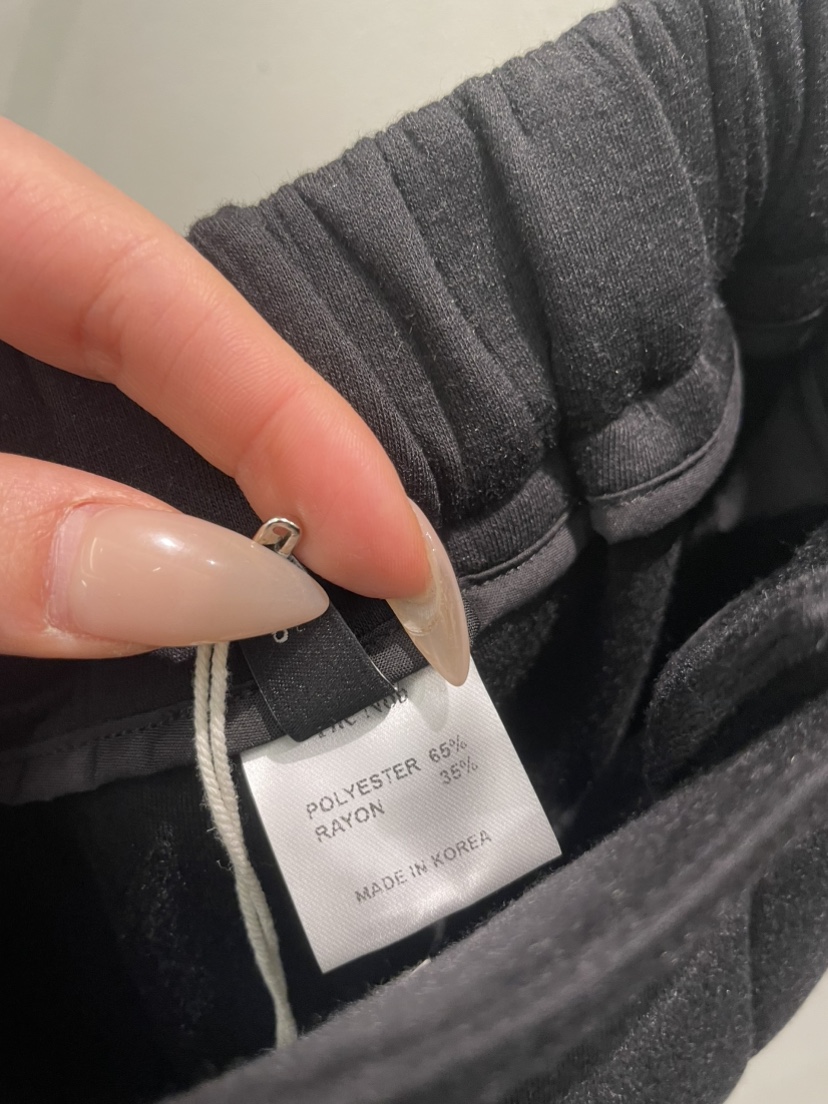 POLYESTER 65%
RAYON 35%
MADE IN KOREA